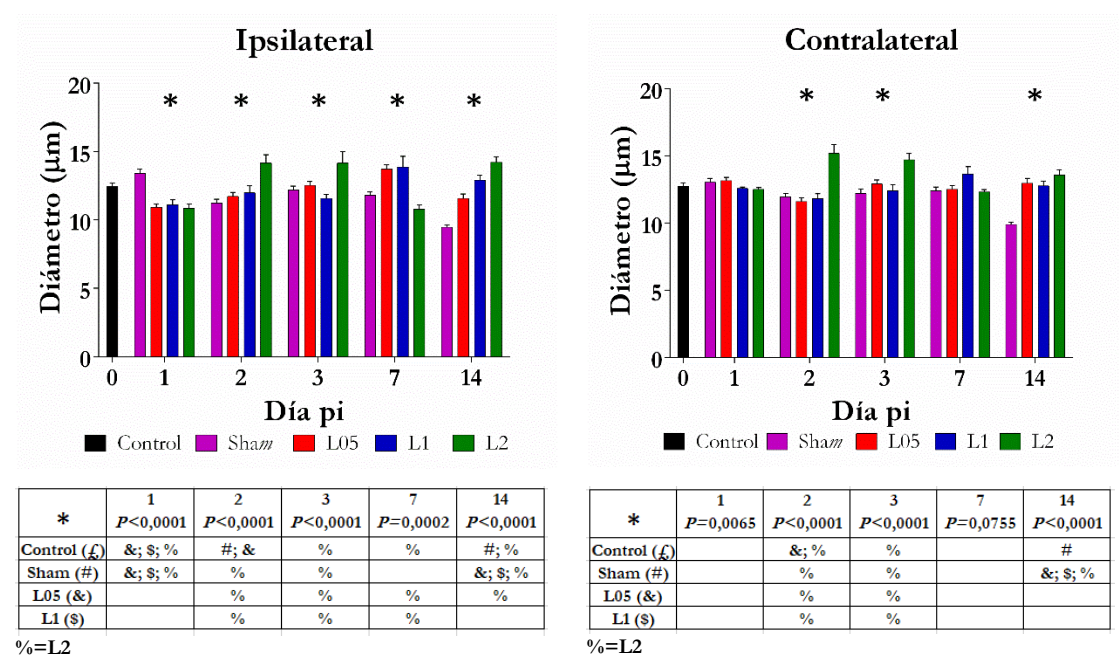 Ipsilateral
Diámetro (µm)
20
15
10
5
0
* * * * *
0 1 2 3 7 14
Día pi
Control Sham L05 L1 L2
* 1 2 3 7 14
P<0,0001 P<0,0001 P<0,0001 P=0,0002 P<0,0001
Control (£) &; $; % #; & % % #; %
Sham (#) &; $; % % % &; $; %
L05 (&) % % % %
L1 ($) % % %
%=L2
Contralateral
Diámetro (µm)
20
15
10
5
0
* * *
0 1 2 3 7 14
Día pi
Control Sham L05 L1 L2
* 1 2 3 7 14
P=0,0065 P<0,0001 P<0,0001 P=0,0755 P<0,0001
Control (£) &; % % #
Sham (#) % % &; $; %
L05 (&) % %
L1 ($) % %
%=L2